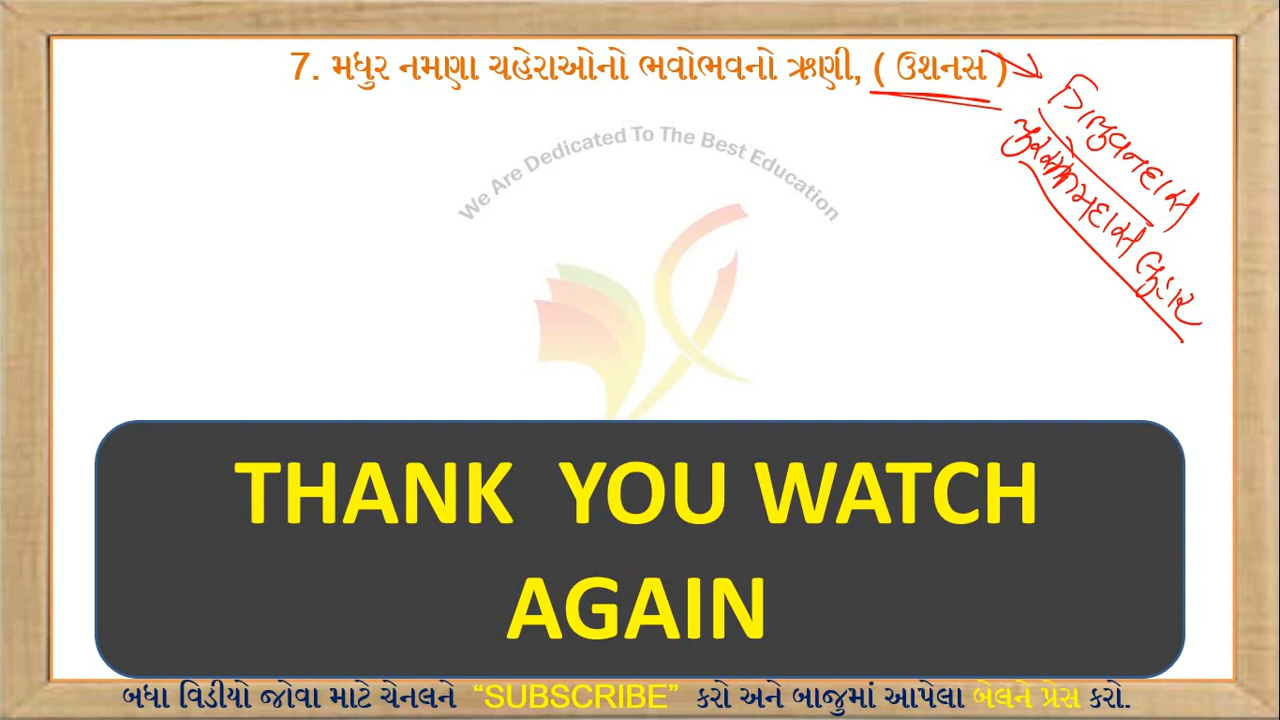 7. મધુર નમણા ચહેરાઓનો ભવોભવનો ઋણી, ( ઉશનસ )
ત્રિભુવનદાસ
We Are Dedicated To The Best Education
THANK YOU WATCH
AGAIN
બધા વિડીયો જોવા માટે ચેનલને “SUBSCRIBE” કરો અને બાજુમાં આપેલા બેલને પ્રેસ કરો.